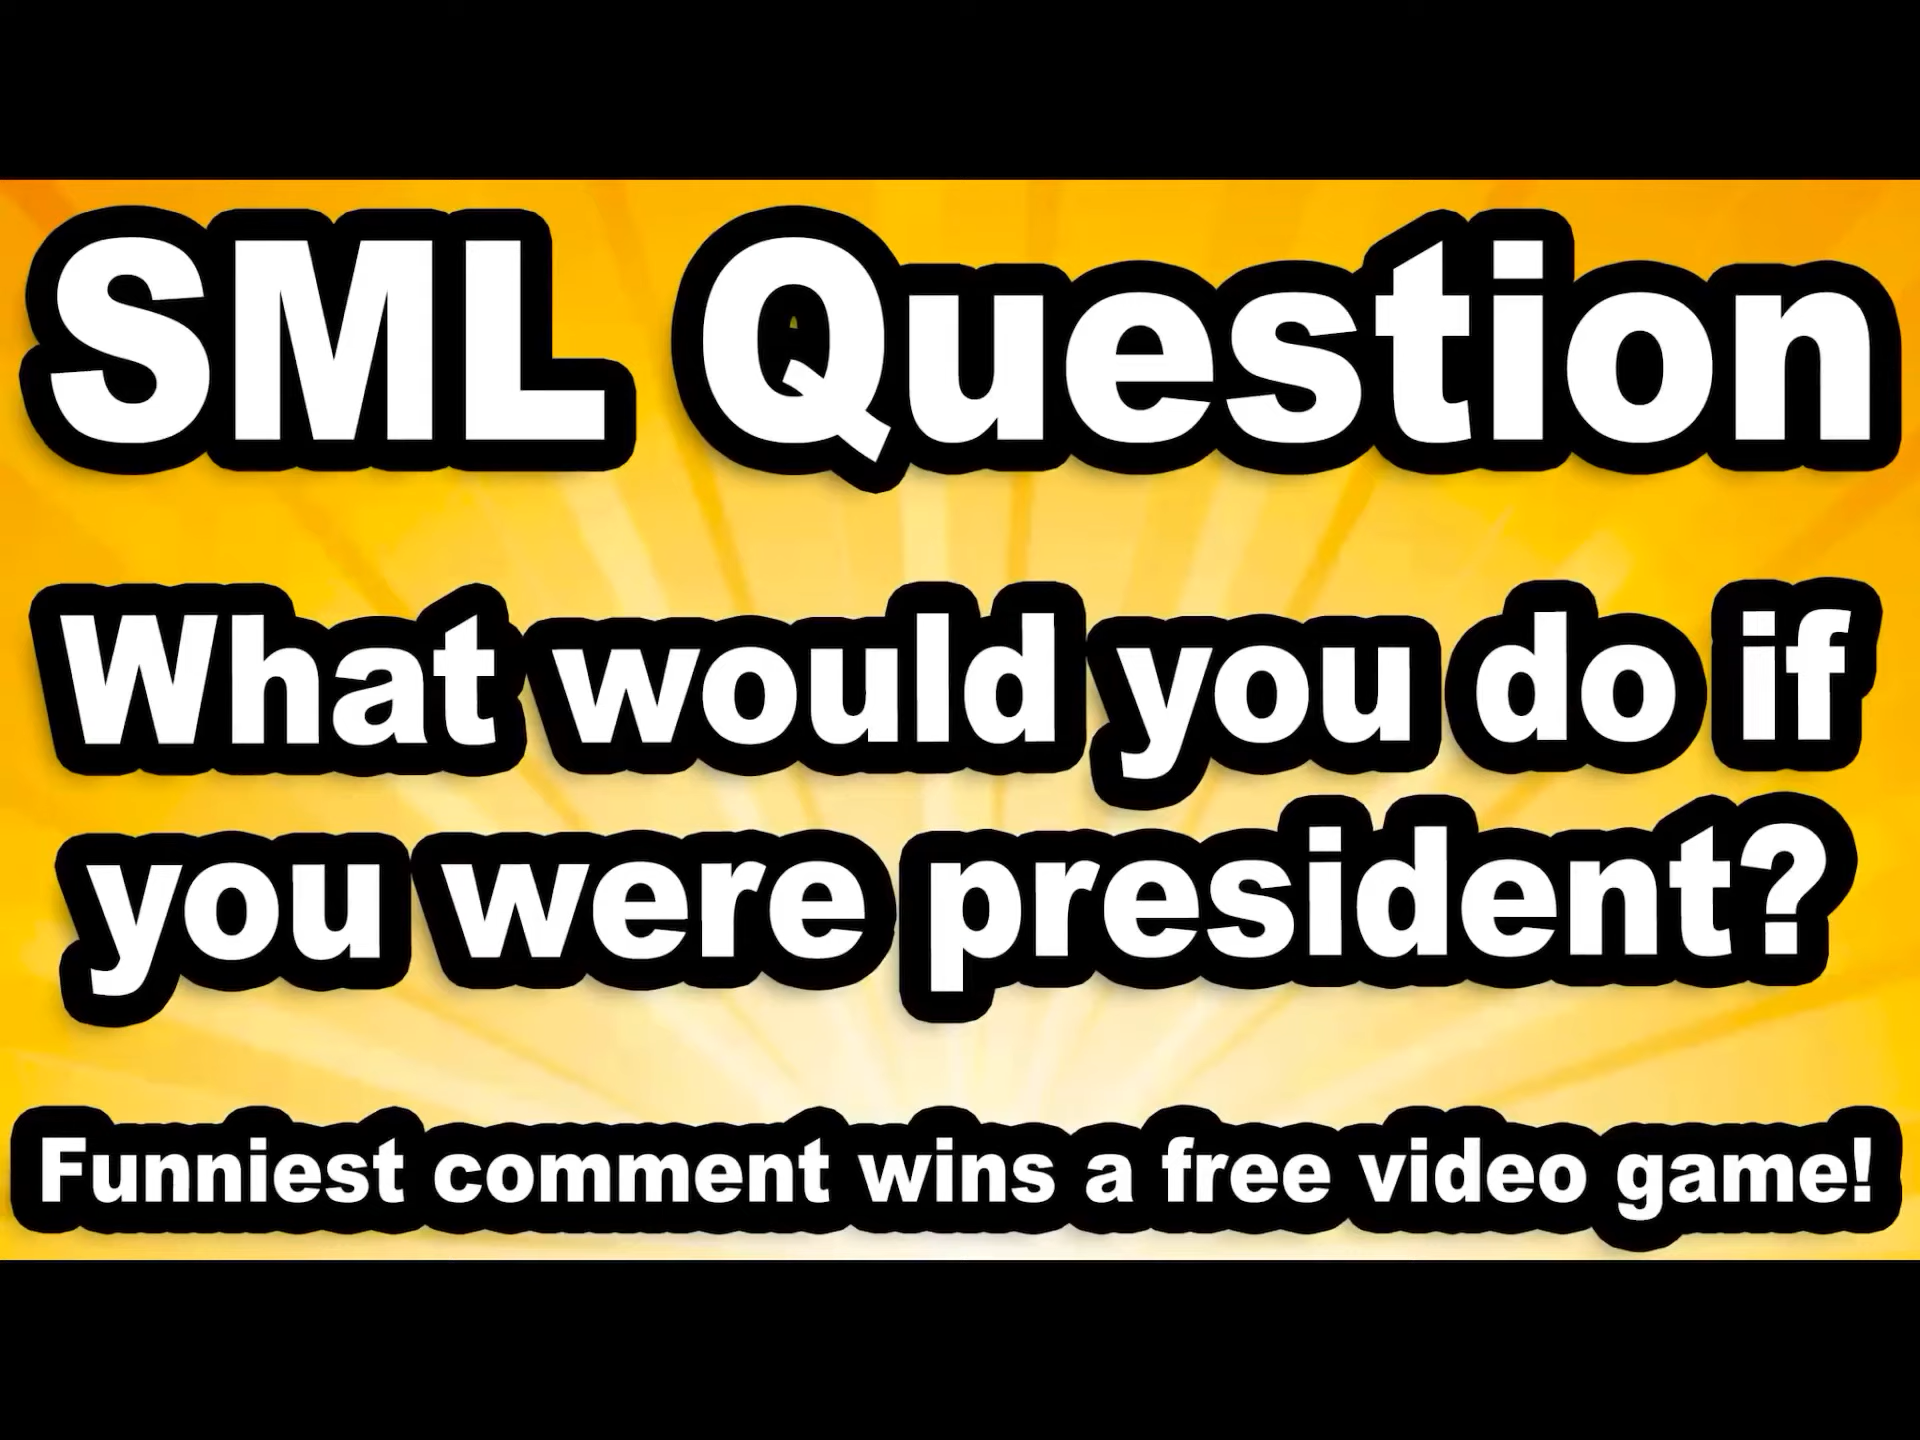 SML Question
What would you do if
you were president?
Funniest comment wins a free video game!